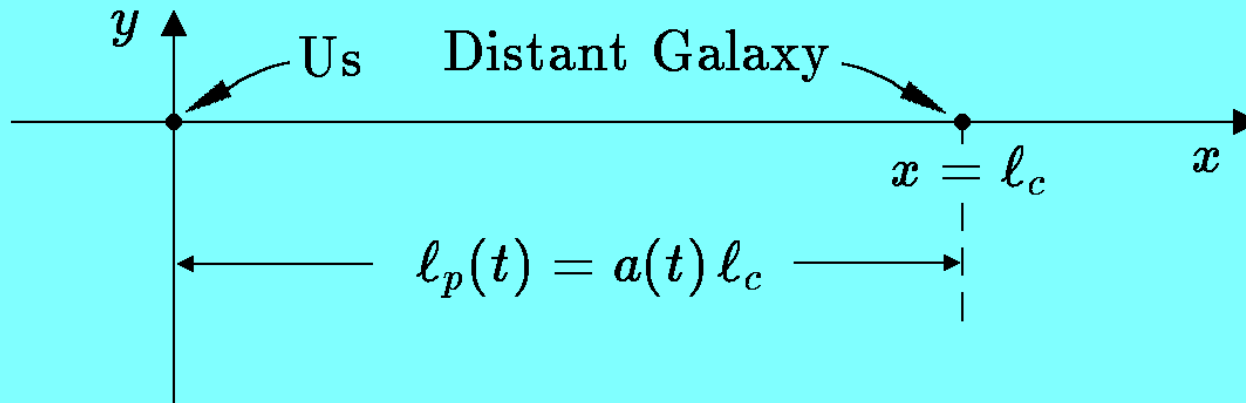 y
Us
Distant Galaxy
x = ℓ_c
x
ℓ_p(t) = a(t) ℓ_c